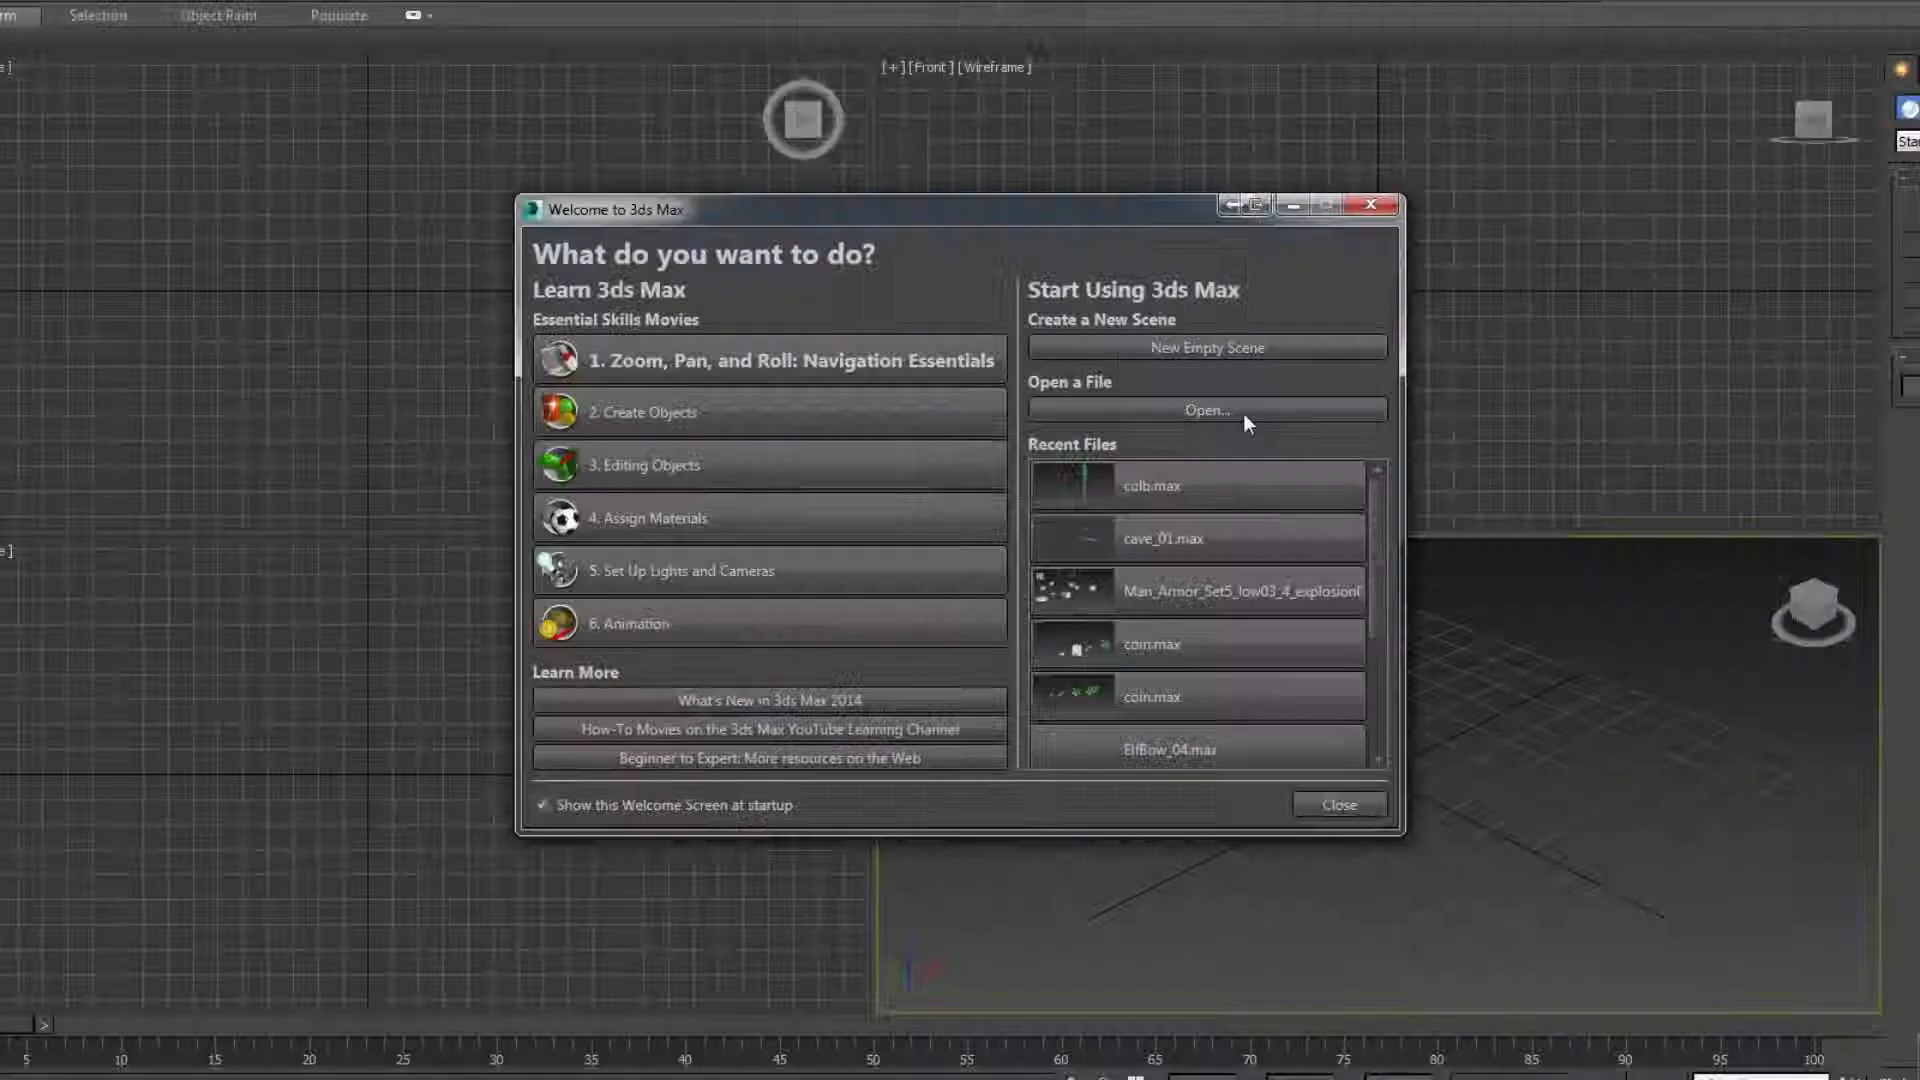 Selection Object Paint Populate
[+][Front][Wireframe]
Welcome to 3ds Max
What do you want to do?
Learn 3ds Max
Essential Skills Movies
1. Zoom, Pan, and Roll: Navigation Essentials
2. Create Objects
3. Editing Objects
4. Assign Materials
5. Set Up Lights and Cameras
6. Animation
Learn More
What's New in 3ds Max 2014
How-To Movies on the 3ds Max YouTube Learning Channel
Beginner to Expert: More resources on the Web
Show this Welcome Screen at startup
Start Using 3ds Max
Create a New Scene
New Empty Scene
Open a File
Open...
Recent Files
colb.max
cave_01.max
Man_Armor_Set5_low03_4_explosion
coin.max
coin.max
ElfBow_04.max
Close
5 10 15 20 25 30 35 40 45 50 55 60 65 70 75 80 85 90 95 100